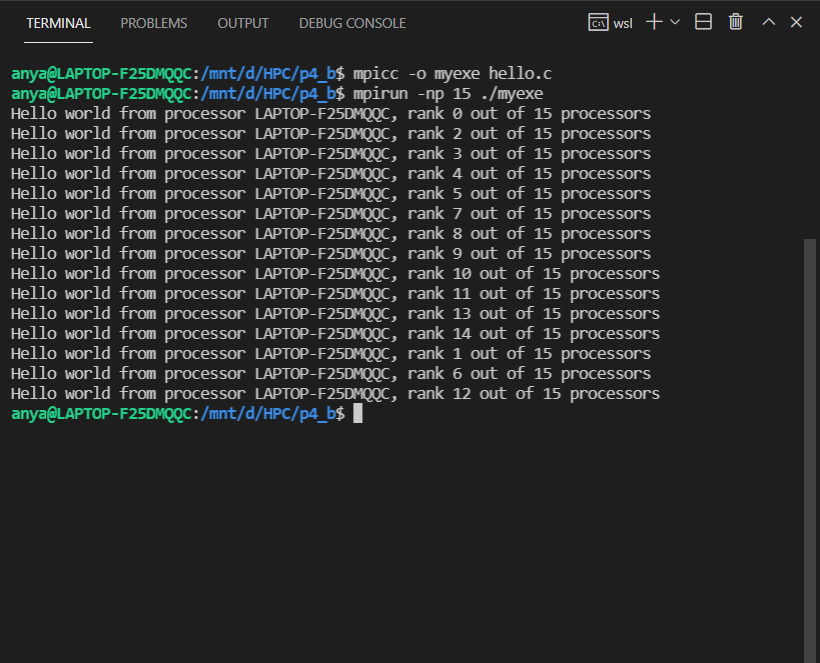 TERMINAL PROBLEMS OUTPUT DEBUG CONSOLE wsl
anya@LAPTOP-F25DMQQC:/mnt/d/HPC/p4_b$ mpicc -o myexe hello.c
anya@LAPTOP-F25DMQQC:/mnt/d/HPC/p4_b$ mpirun -np 15 ./myexe
Hello world from processor LAPTOP-F25DMQQC, rank 0 out of 15 processors
Hello world from processor LAPTOP-F25DMQQC, rank 2 out of 15 processors
Hello world from processor LAPTOP-F25DMQQC, rank 3 out of 15 processors
Hello world from processor LAPTOP-F25DMQQC, rank 4 out of 15 processors
Hello world from processor LAPTOP-F25DMQQC, rank 5 out of 15 processors
Hello world from processor LAPTOP-F25DMQQC, rank 7 out of 15 processors
Hello world from processor LAPTOP-F25DMQQC, rank 8 out of 15 processors
Hello world from processor LAPTOP-F25DMQQC, rank 9 out of 15 processors
Hello world from processor LAPTOP-F25DMQQC, rank 10 out of 15 processors
Hello world from processor LAPTOP-F25DMQQC, rank 11 out of 15 processors
Hello world from processor LAPTOP-F25DMQQC, rank 13 out of 15 processors
Hello world from processor LAPTOP-F25DMQQC, rank 14 out of 15 processors
Hello world from processor LAPTOP-F25DMQQC, rank 1 out of 15 processors
Hello world from processor LAPTOP-F25DMQQC, rank 6 out of 15 processors
Hello world from processor LAPTOP-F25DMQQC, rank 12 out of 15 processors
anya@LAPTOP-F25DMQQC:/mnt/d/HPC/p4_b$